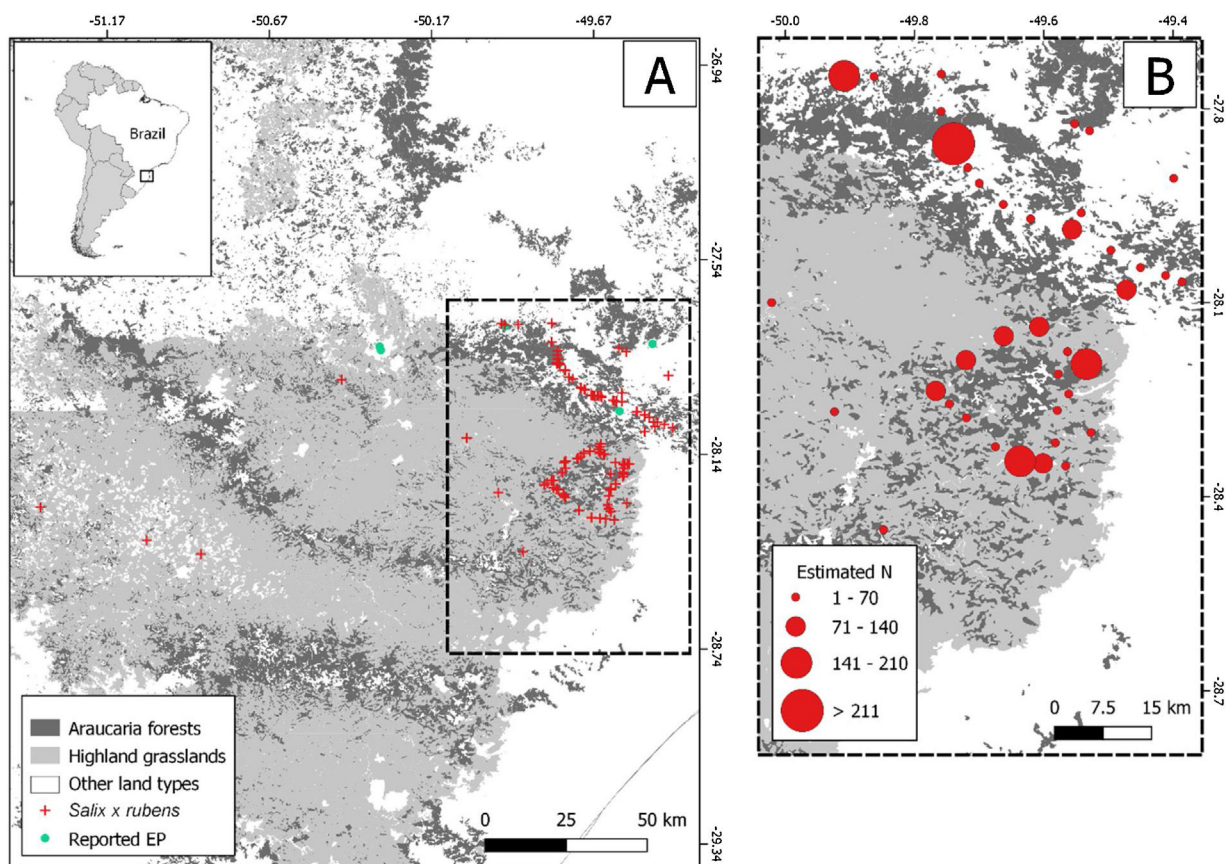 -51.17 -50.67 -50.17 -49.67
A
-26.94
-27.54
-28.14
-28.74
-29.34
Brazil
Araucaria forests
Highland grasslands
Other land types
Salix x rubens
Reported EP
0 25 50 km
-50.0 -49.8 -49.6 -49.4
B
-27.8
-28.1
-28.4
-28.7
Estimated N
1 - 70
71 - 140
141 - 210
> 211
0 7.5 15 km